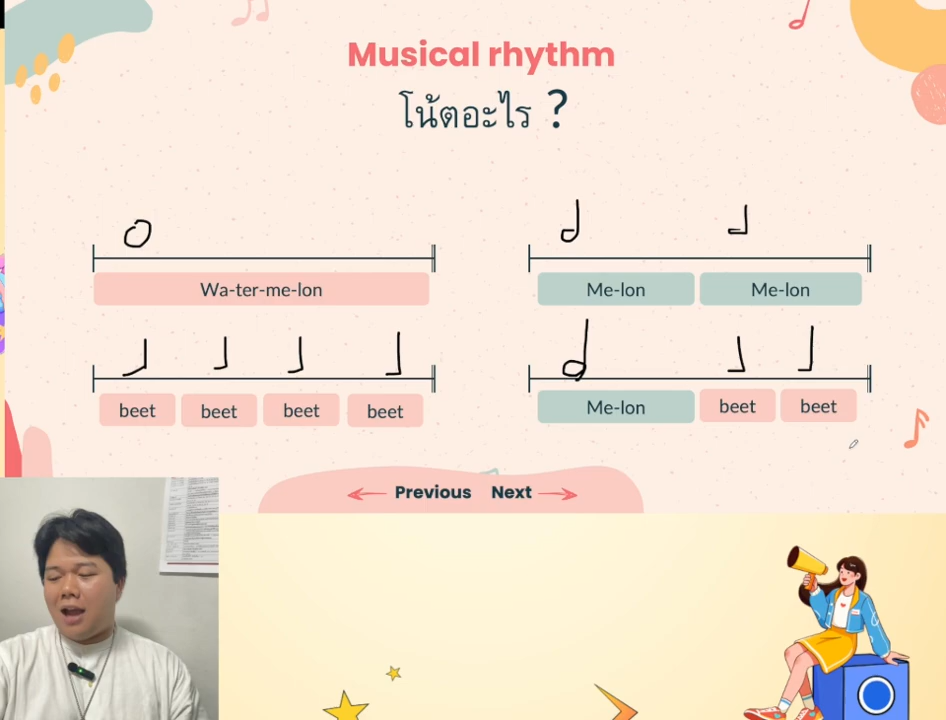 Musical rhythm
โน้ตอะไร ?
Wa-ter-me-lon
Me-lon Me-lon
beet beet beet beet
Me-lon beet beet
Previous Next